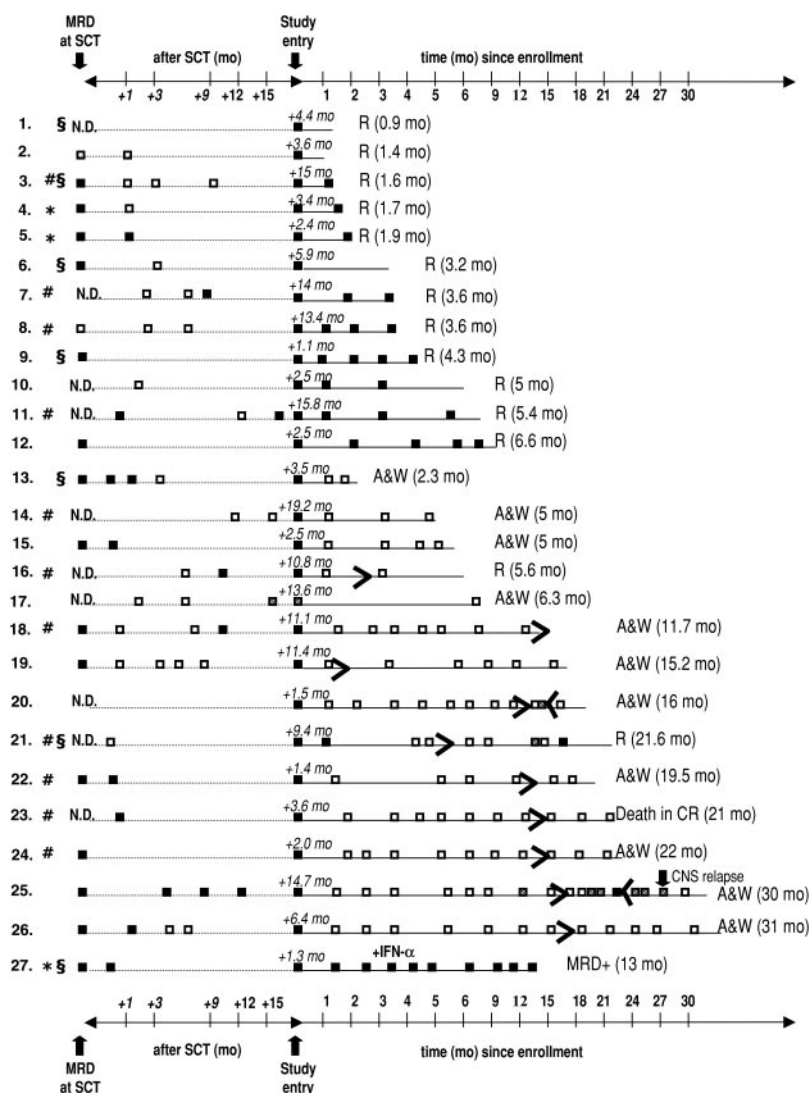 MRD at SCT Study entry
after SCT (mo) time (mo) since enrollment
+1 +3 +9 +12 +15 1 2 3 4 6 8 10 12 15 18 21 24 27 30
1. § N.D. +4.4 mo R (0.9 mo)
2. +3.6 mo R (1.4 mo)
3. #§ +15 mo R (1.6 mo)
4. * +3.4 mo R (1.7 mo)
5. * +2.4 mo R (1.9 mo)
6. § +5.9 mo R (3.2 mo)
7. # N.D. +14 mo R (3.6 mo)
8. # +13.4 mo R (3.6 mo)
9. § +1.1 mo R (4.3 mo)
10. N.D. +2.5 mo R (5 mo)
11. # N.D. +15.8 mo R (5.4 mo)
12. +2.5 mo R (6.6 mo)
13. § +3.5 mo A&W (2.3 mo)
14. # N.D. +19.2 mo A&W (5 mo)
15. +2.5 mo A&W (5 mo)
16. # N.D. +10.8 mo R (5.6 mo)
17. N.D. +13.6 mo A&W (6.3 mo)
18. # +11.1 mo A&W (11.7 mo)
19. +11.4 mo A&W (15.2 mo)
20. N.D. +1.5 mo A&W (16 mo)
21. #§ N.D. +9.4 mo R (21.6 mo)
22. # +1.4 mo A&W (19.5 mo)
23. # N.D. +3.6 mo Death in CR (21 mo)
24. # +2.0 mo A&W (22 mo)
CNS relapse
25. +14.7 mo A&W (30 mo)
26. +6.4 mo A&W (31 mo)
+IFN-α
27. *§ +1.3 mo MRD+ (13 mo)
+1 +3 +9 +12 +15 1 2 3 4 6 8 10 12 15 18 21 24 27 30
after SCT (mo) time (mo) since enrollment
MRD at SCT Study entry